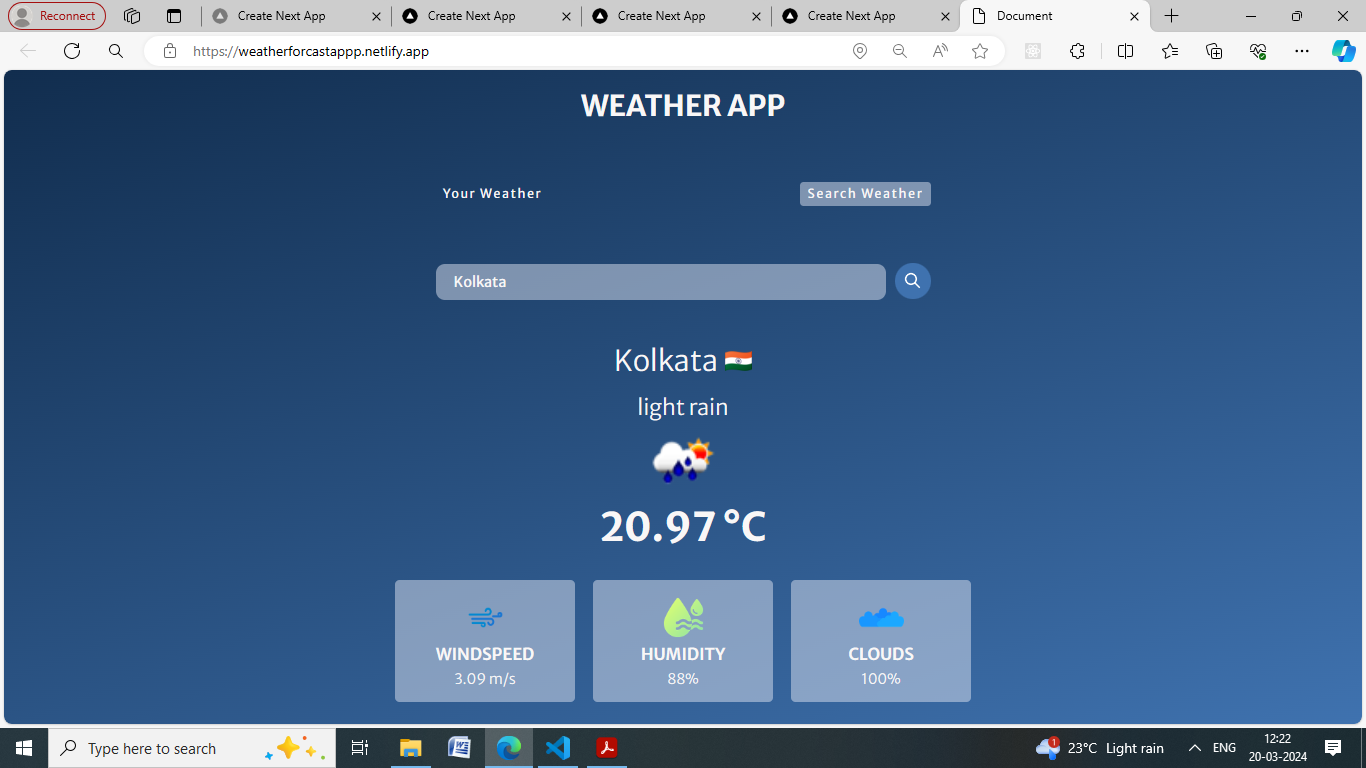 Reconnect
Create Next App
Create Next App
Create Next App
Create Next App
Document
https://weatherforcastappp.netlify.app
WEATHER APP
Your Weather
Search Weather
Kolkata
Kolkata
light rain
20.97 °C
WINDSPEED
3.09 m/s
HUMIDITY
88%
CLOUDS
100%
Type here to search
1
23°C Light rain
ENG
12:22
20-03-2024